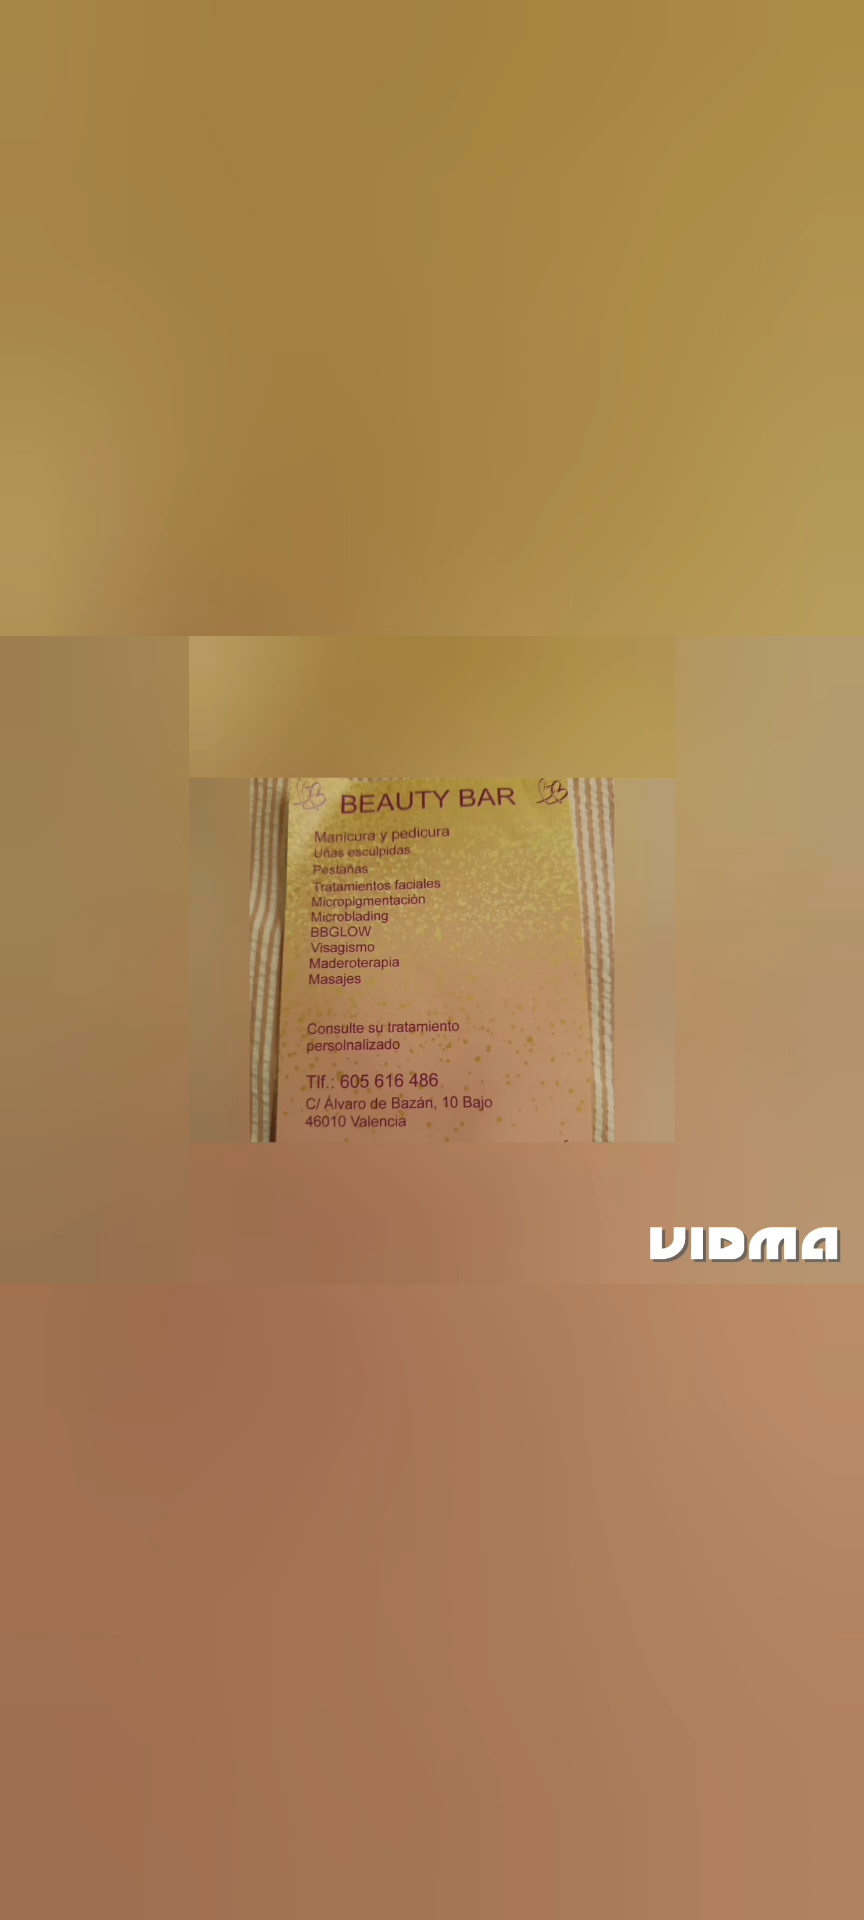 BEAUTY BAR
Manicura y pedicura
Uñas esculpidas
Pestañas
Tratamientos faciales
Micropigmentación
Microblading
BBGLOW
Visagismo
Maderoterapia
Masajes
Consulte su tratamiento
persolnalizado
Tlf.: 605 616 486
C/ Álvaro de Bazán, 10 Bajo
46010 Valencia
VIDMA